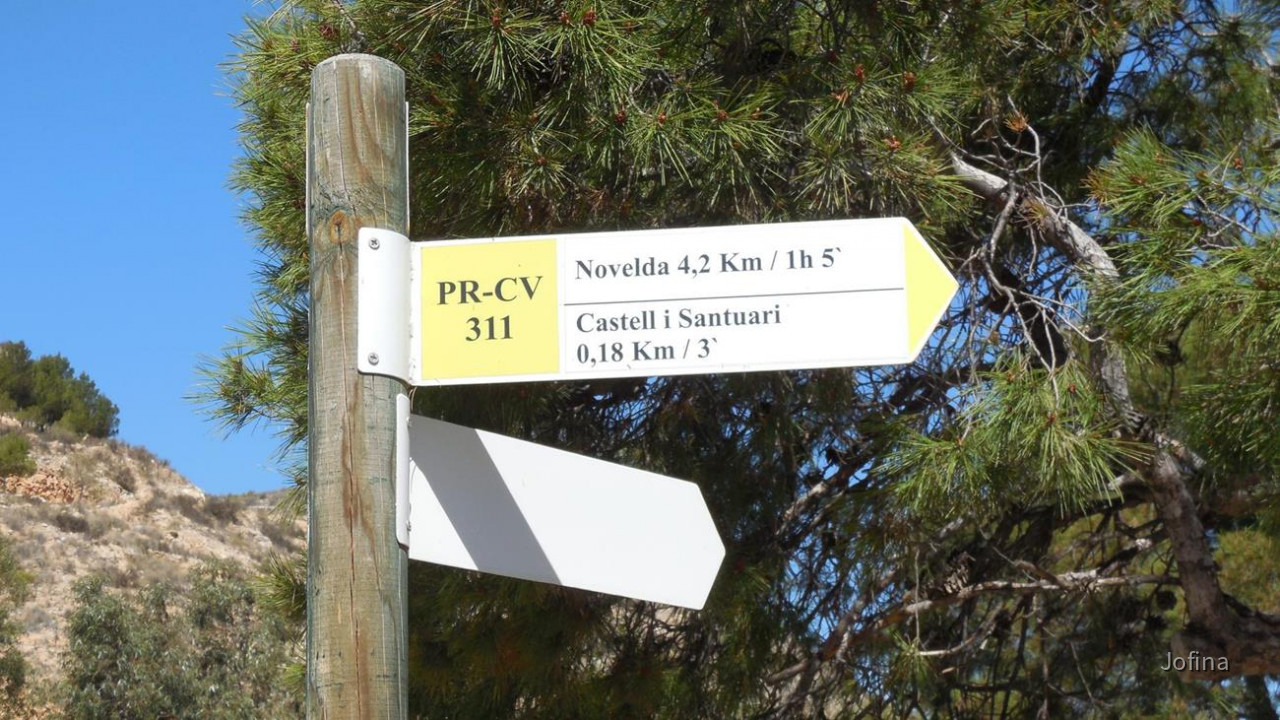 PR-CV
311
Novelda 4,2 Km / 1h 5`
Castell i Santuari
0,18 Km / 3`
Jofina